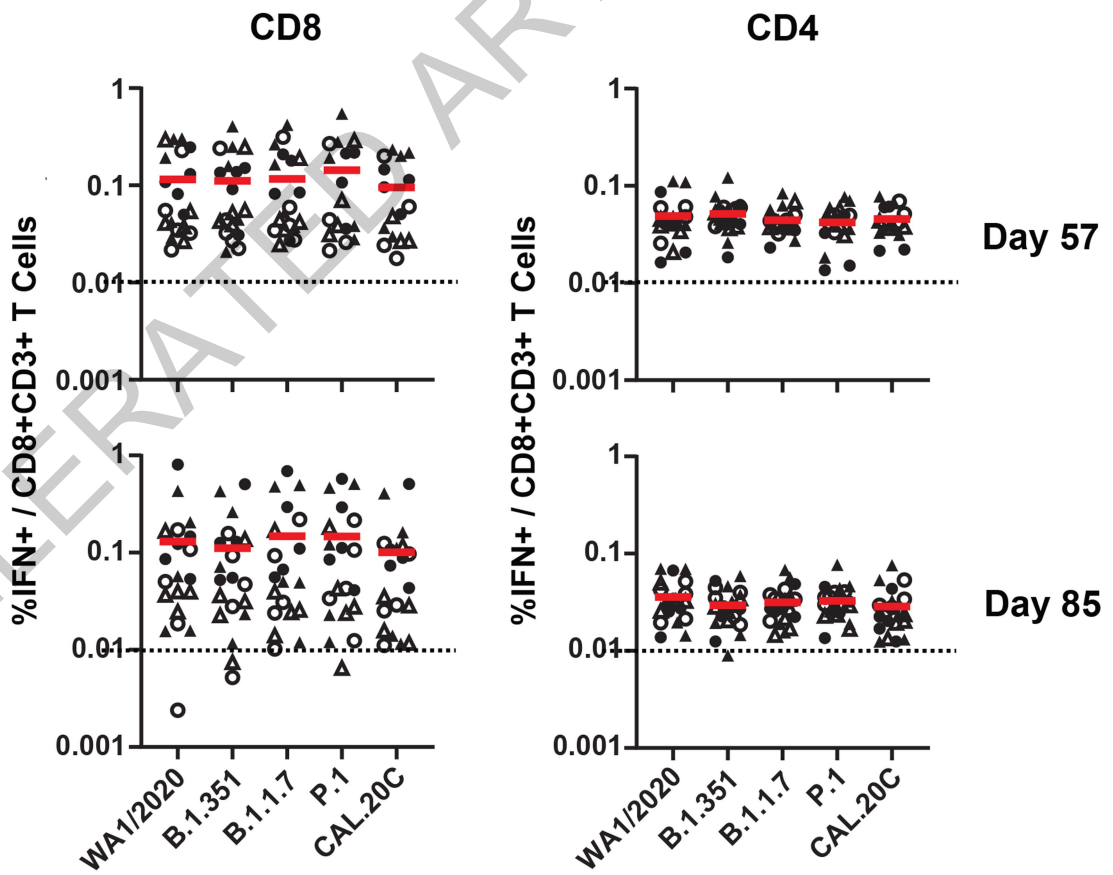 CD8
CD4
%IFN+ / CD8+CD3+ T Cells
1
0.1
0.01
0.001
%IFN+ / CD8+CD3+ T Cells
1
0.1
0.01
0.001
Day 57
1
0.1
0.01
0.001
1
0.1
0.01
0.001
Day 85
WA1/2020
B.1.351
B.1.1.7
P.1
CAL.20C
WA1/2020
B.1.351
B.1.1.7
P.1
CAL.20C
ERATED AR